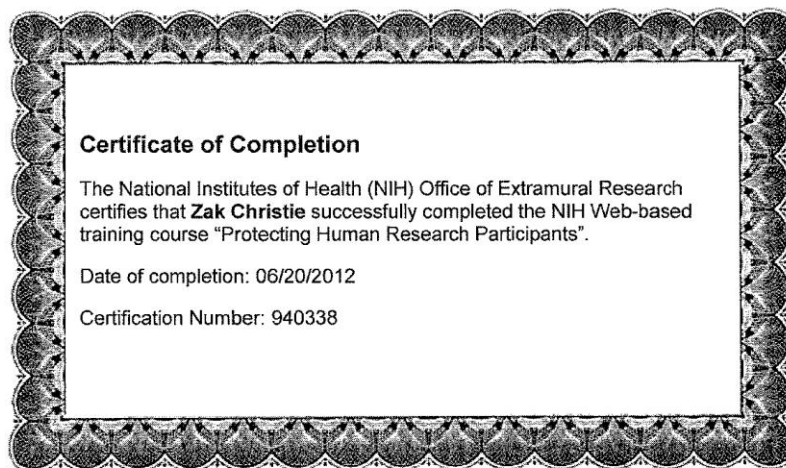 Certificate of Completion
The National Institutes of Health (NIH) Office of Extramural Research
certifies that Zak Christie successfully completed the NIH Web-based
training course “Protecting Human Research Participants”.
Date of completion: 06/20/2012
Certification Number: 940338